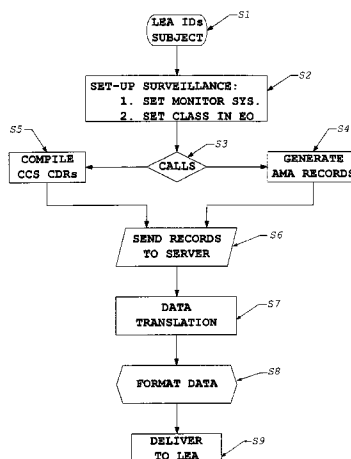 LEA IDs
SUBJECT
S1
SET-UP SURVEILLANCE:
1. SET MONITOR SYS.
2. SET CLASS IN EO
S2
S3
CALLS
S5
COMPILE
CCS CDRs
S4
GENERATE
AMA RECORDS
SEND RECORDS
TO SERVER
S6
DATA
TRANSLATION
S7
FORMAT DATA
S8
DELIVER
TO LEA
S9